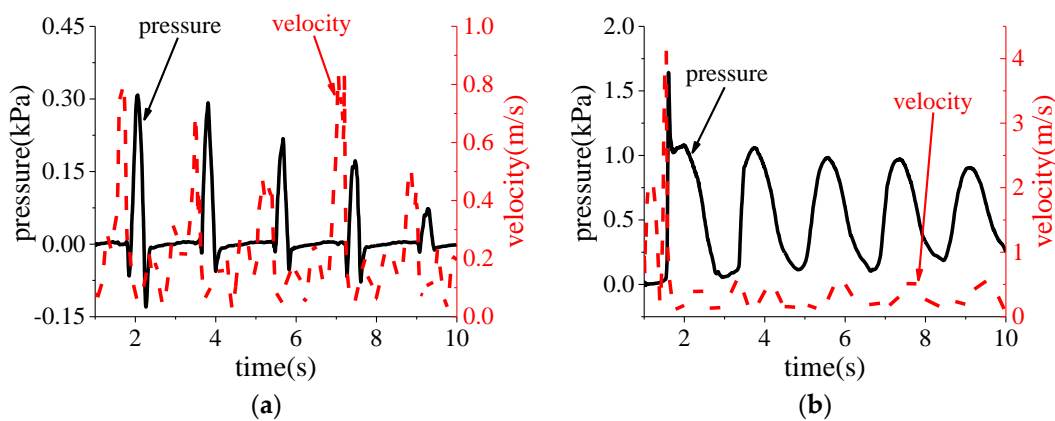 0.45
0.30
0.15
0.00
-0.15
pressure(kPa)
pressure
velocity
1.0
0.8
0.6
0.4
0.2
0.0
velocity(m/s)
2 4 6 8 10
time(s)
(a)
2.0
1.5
1.0
0.5
0.0
pressure(kPa)
pressure
velocity
4
3
2
1
0
velocity(m/s)
2 4 6 8 10
time(s)
(b)